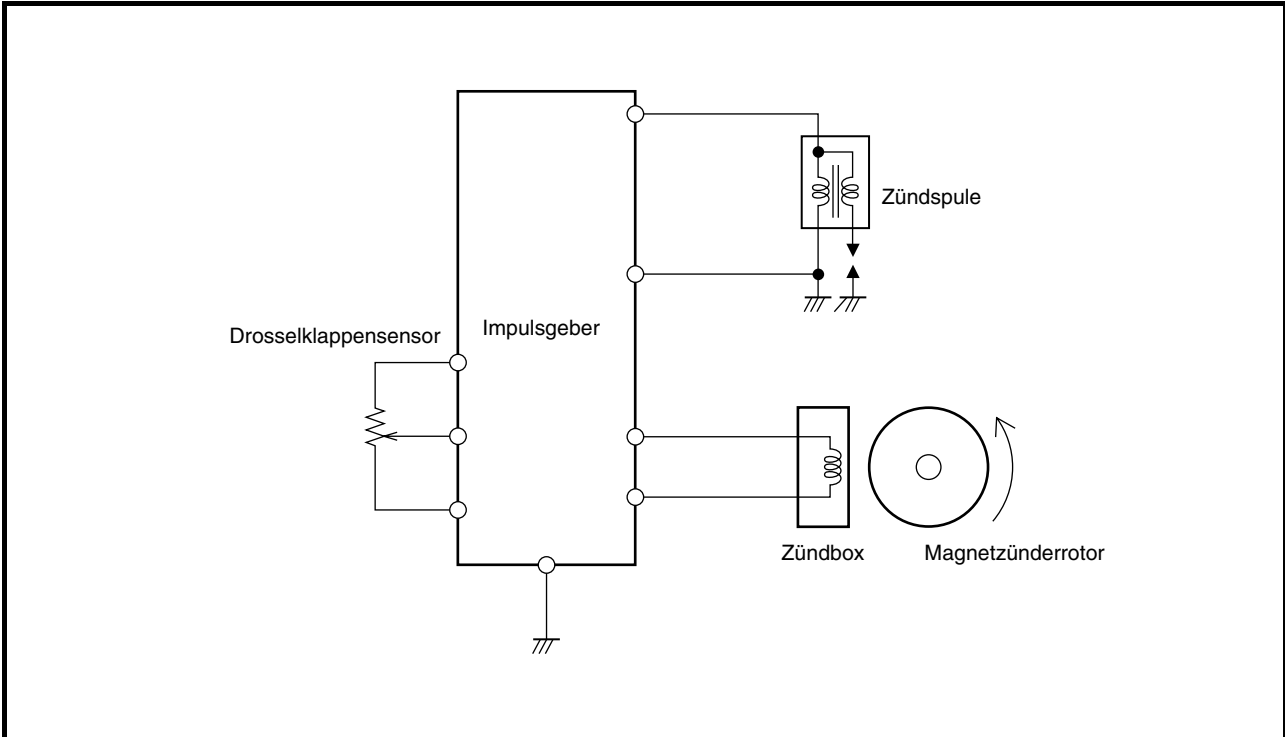 Zündspule
Drosselklappensensor
Impulsgeber
Zündbox
Magnetzünderrotor